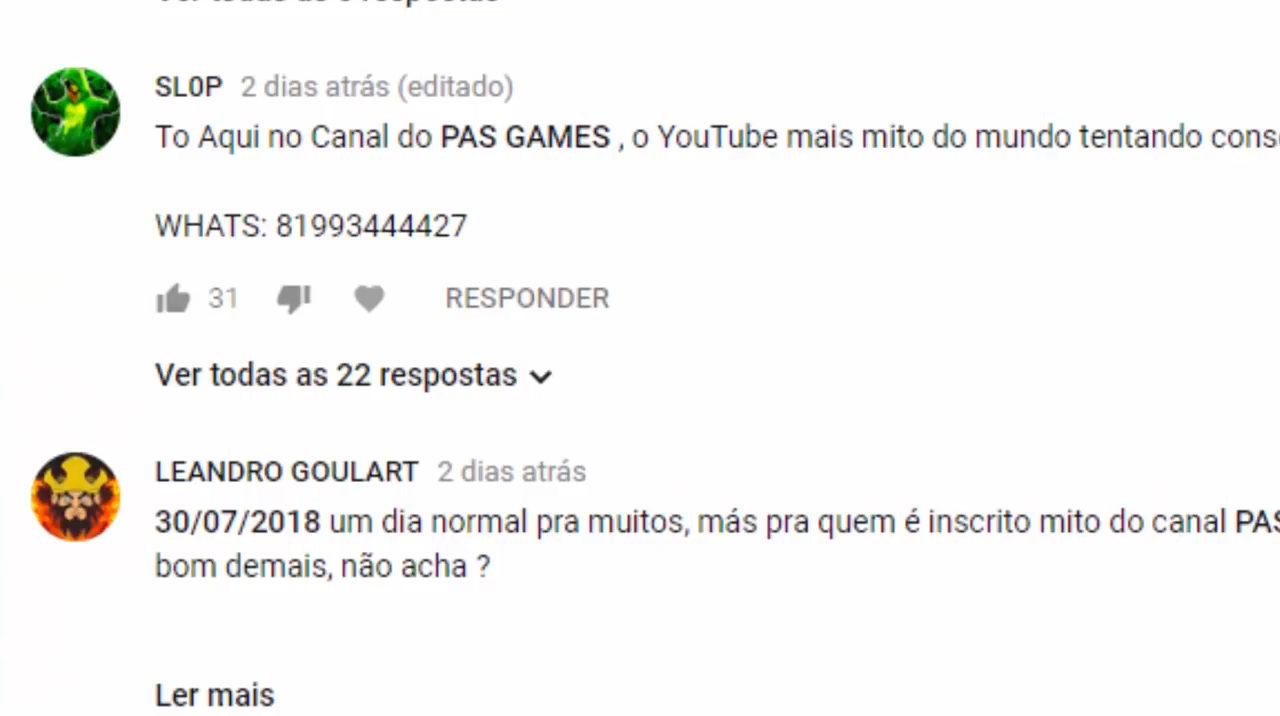 SL0P 2 dias atrás (editado)
To Aqui no Canal do PAS GAMES , o YouTube mais mito do mundo tentando
WHATS: 81993444427
31 RESPONDER
Ver todas as 22 respostas
LEANDRO GOULART 2 dias atrás
30/07/2018 um dia normal pra muitos, más pra quem é inscrito mito do canal
bom demais, não acha ?
Ler mais